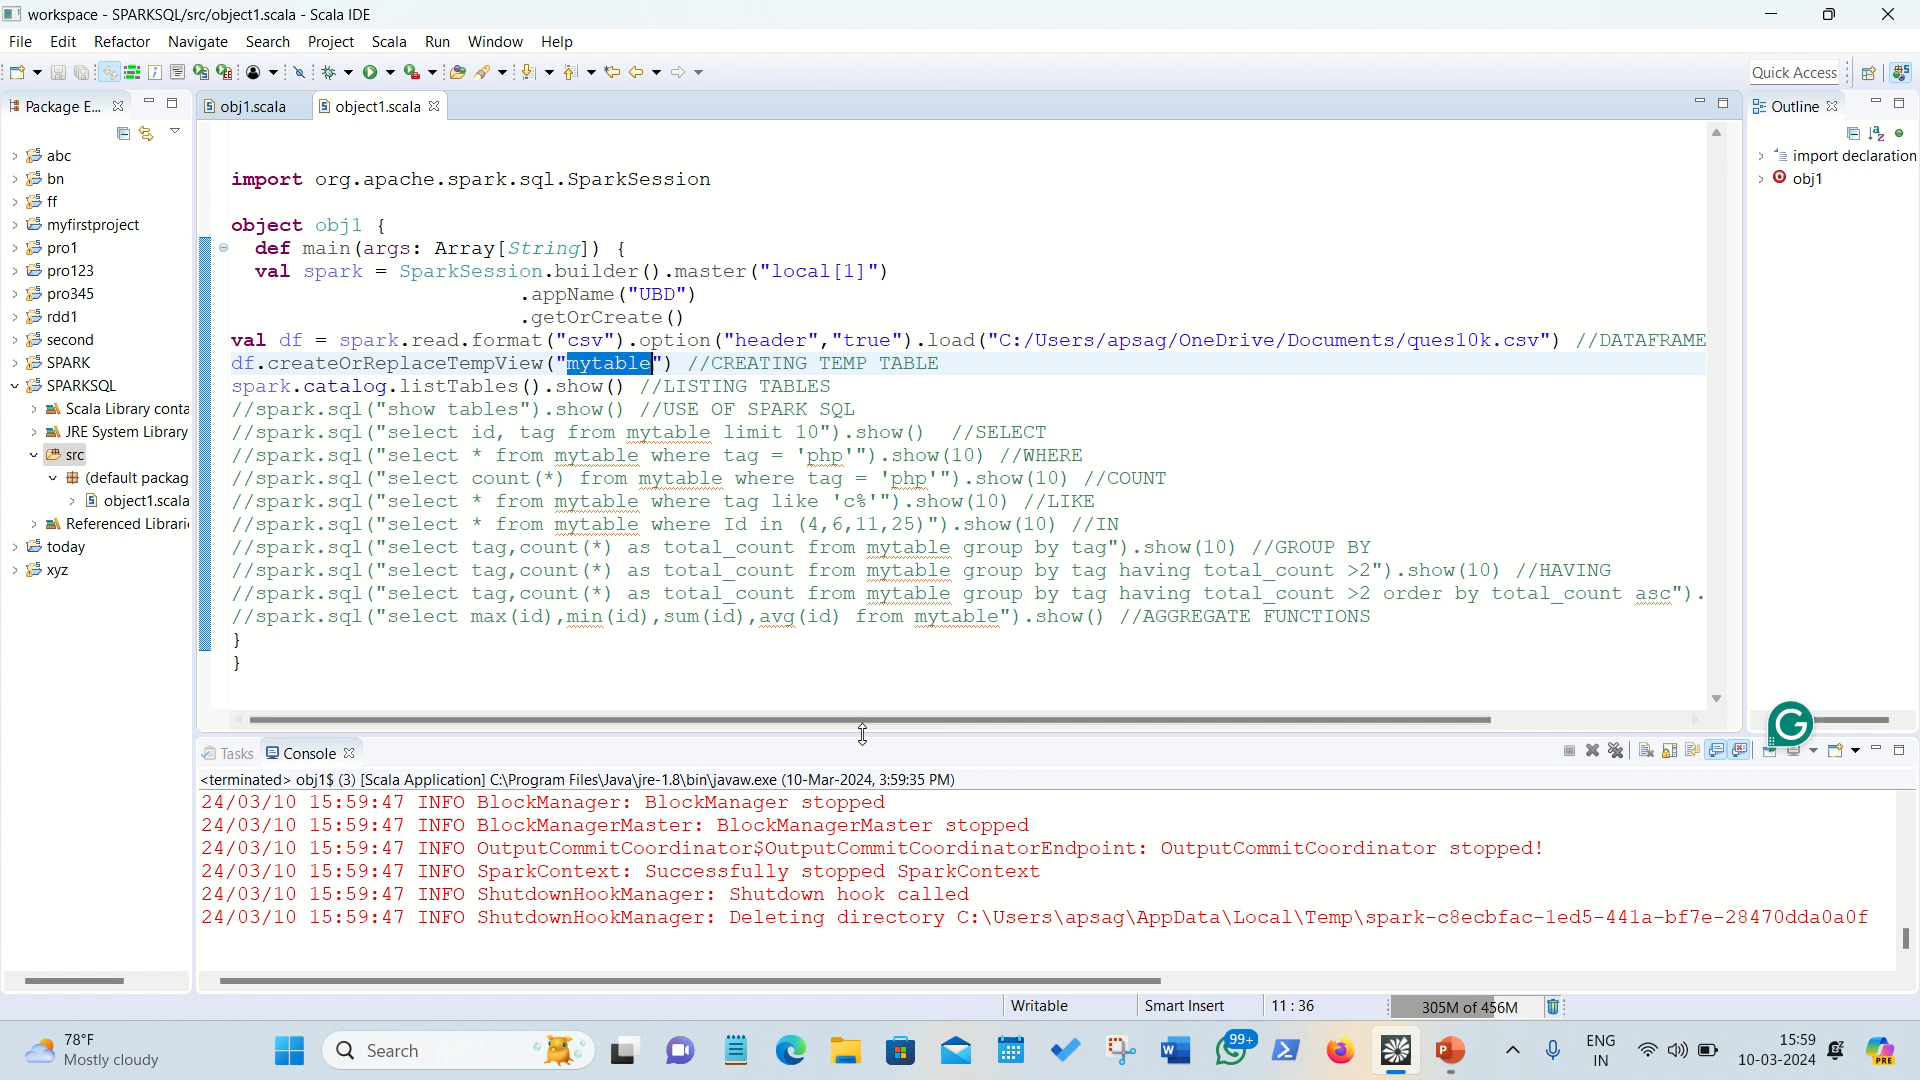 workspace - SPARKSQL/src/object1.scala - Scala IDE
File Edit Refactor Navigate Search Project Scala Run Window Help
Quick Access
Package E...
abc
bn
ff
myfirstproject
pro1
pro123
pro345
rdd1
second
SPARK
SPARKSQL
Scala Library conta
JRE System Library
src
(default packag
object1.scala
Referenced Librari
today
xyz
obj1.scala object1.scala
import org.apache.spark.sql.SparkSession
object obj1 {
def main(args: Array[String]) {
val spark = SparkSession.builder().master("local[1]")
.appName("UBD")
.getOrCreate()
val df = spark.read.format("csv").option("header","true").load("C:/Users/apsag/OneDrive/Documents/ques10k.csv") //DATAFRAME
df.createOrReplaceTempView("mytable") //CREATING TEMP TABLE
spark.catalog.listTables().show() //LISTING TABLES
//spark.sql("show tables").show() //USE OF SPARK SQL
//spark.sql("select id, tag from mytable limit 10").show() //SELECT
//spark.sql("select * from mytable where tag = 'php'").show(10) //WHERE
//spark.sql("select count(*) from mytable where tag = 'php'").show(10) //COUNT
//spark.sql("select * from mytable where tag like 'c%'").show(10) //LIKE
//spark.sql("select * from mytable where Id in (4,6,11,25)").show(10) //IN
//spark.sql("select tag,count(*) as total_count from mytable group by tag").show(10) //GROUP BY
//spark.sql("select tag,count(*) as total_count from mytable group by tag having total_count >2").show(10) //HAVING
//spark.sql("select tag,count(*) as total_count from mytable group by tag having total_count >2 order by total_count asc").
//spark.sql("select max(id),min(id),sum(id),avg(id) from mytable").show() //AGGREGATE FUNCTIONS
}
}
Outline
import declaration
obj1
Tasks Console
<terminated> obj1$ (3) [Scala Application] C:\Program Files\Java\jre-1.8\bin\javaw.exe (10-Mar-2024, 3:59:35 PM)
24/03/10 15:59:47 INFO BlockManager: BlockManager stopped
24/03/10 15:59:47 INFO BlockManagerMaster: BlockManagerMaster stopped
24/03/10 15:59:47 INFO OutputCommitCoordinator$OutputCommitCoordinatorEndpoint: OutputCommitCoordinator stopped!
24/03/10 15:59:47 INFO SparkContext: Successfully stopped SparkContext
24/03/10 15:59:47 INFO ShutdownHookManager: Shutdown hook called
24/03/10 15:59:47 INFO ShutdownHookManager: Deleting directory C:\Users\apsag\AppData\Local\Temp\spark-c8ecbfac-1ed5-441a-bf7e-28470dda0a0f
Writable Smart Insert 11 : 36 305M of 456M
78°F
Mostly cloudy
Search
99+
ENG
IN
15:59
10-03-2024
PRE